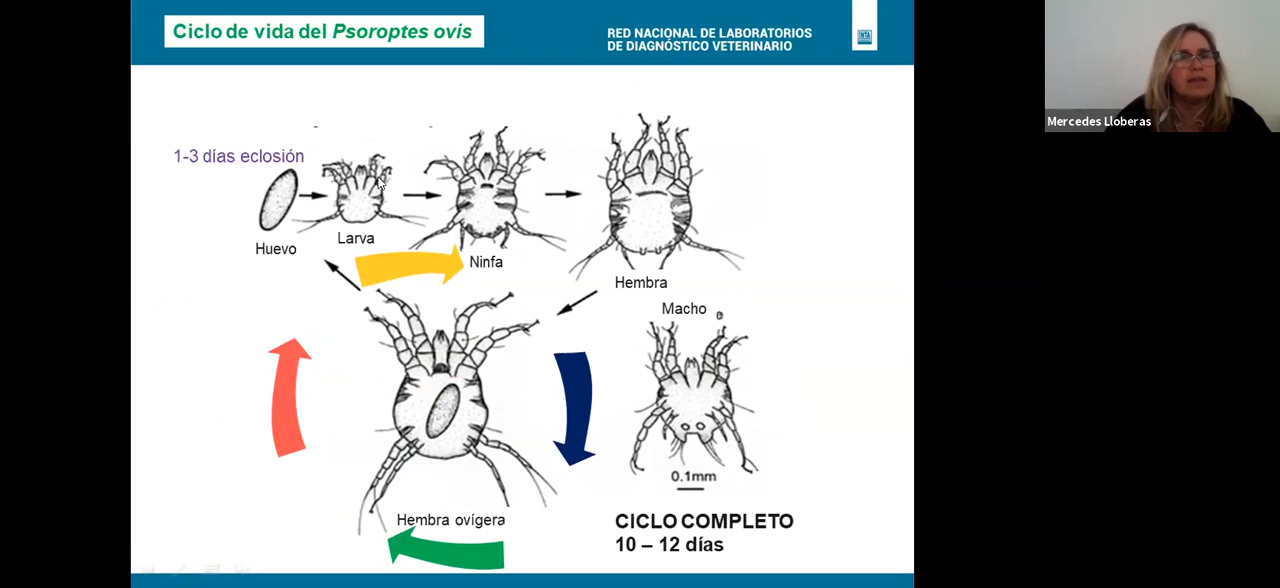 Ciclo de vida del Psoroptes ovis
RED NACIONAL DE LABORATORIOS
DE DIAGNÓSTICO VETERINARIO
INTA
Mercedes Lloberas
1-3 días eclosión
Huevo
Larva
Ninfa
Hembra
Macho
Hembra ovígera
0.1mm
CICLO COMPLETO
10 – 12 días